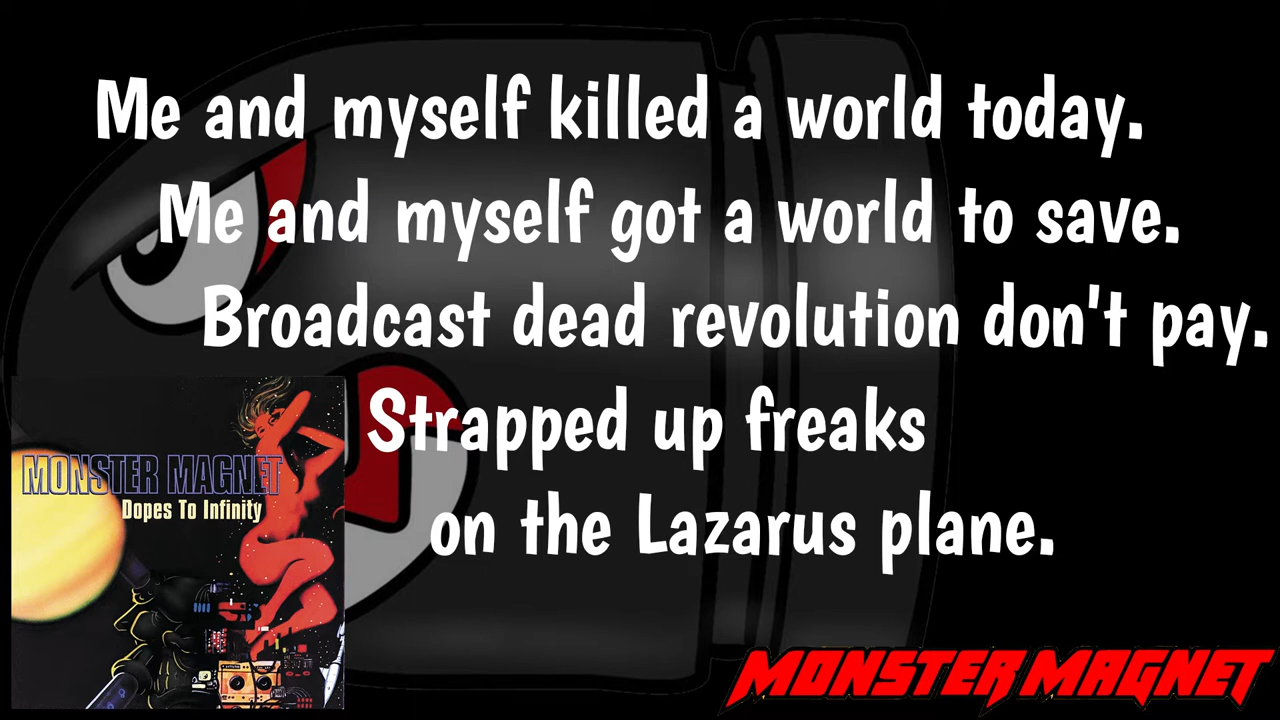 Me and myself killed a world today.
Me and myself got a world to save.
Broadcast dead revolution don't pay.
Strapped up freaks
on the Lazarus plane.
MONSTER MAGNET
Dopes To Infinity
MONSTER MAGNET